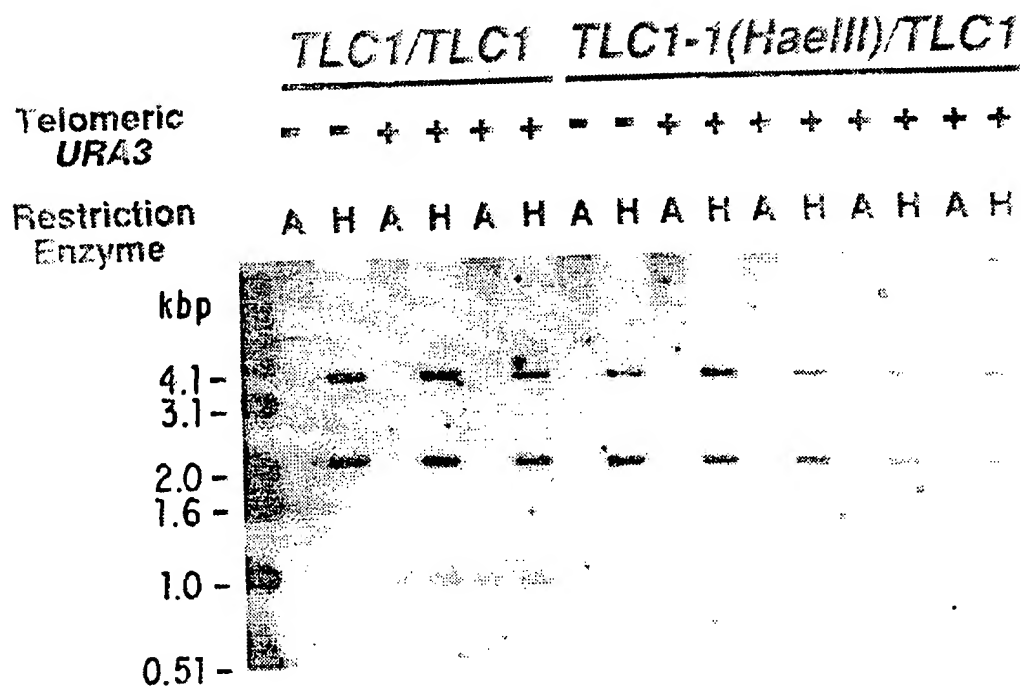 TLC1/TLC1 TLC1-1(HaeIII)/TLC1
Telomeric - - + + + + - - + + + + + + + +
URA3
Restriction A H A H A H A H A H A H A H A H
Enzyme
kbp
4.1-
3.1-
2.0-
1.6-
1.0-
0.51-